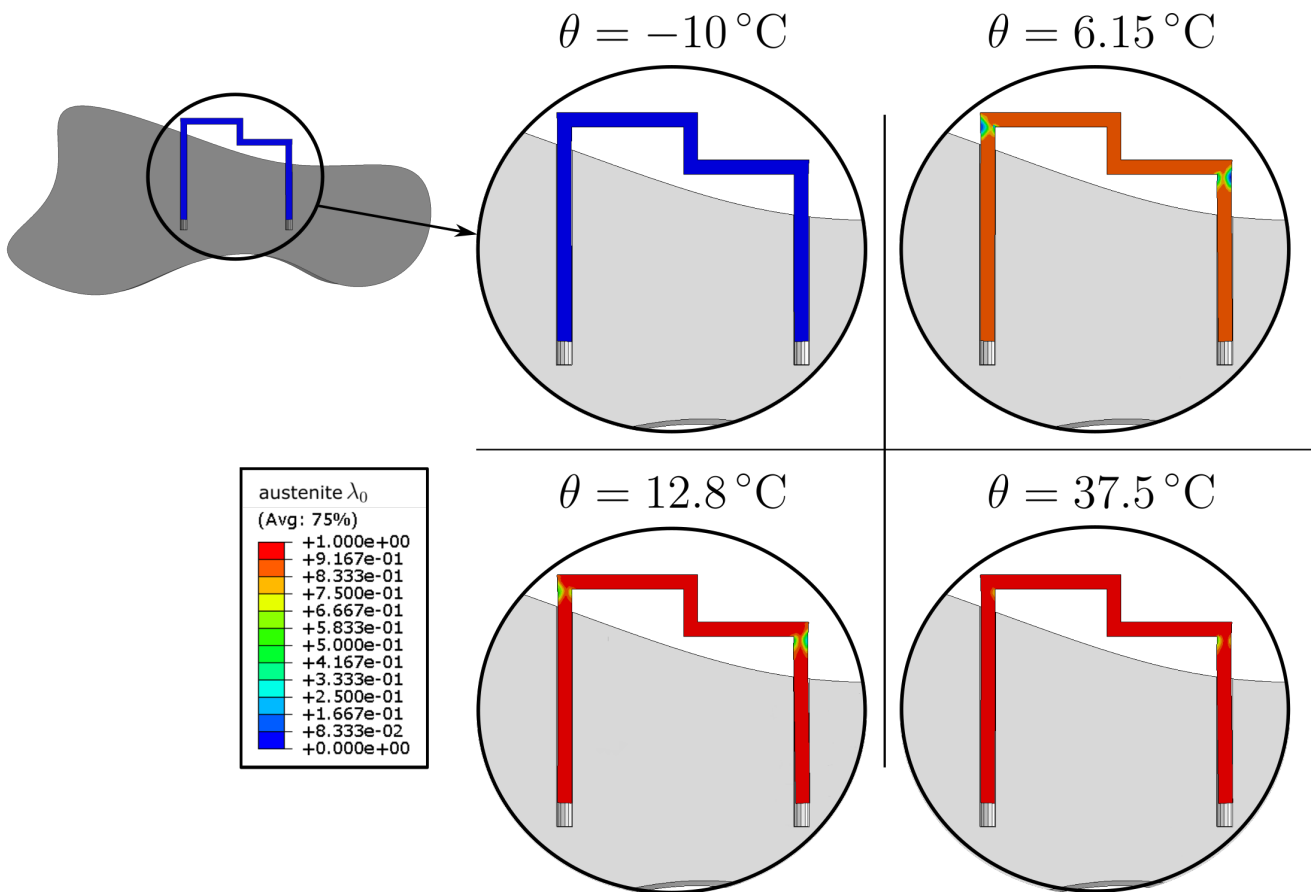 θ = −10 °C
θ = 6.15 °C
θ = 12.8 °C
θ = 37.5 °C
austenite λ₀
(Avg: 75%)
+1.000e+00
+9.167e-01
+8.333e-01
+7.500e-01
+6.667e-01
+5.833e-01
+5.000e-01
+4.167e-01
+3.333e-01
+2.500e-01
+1.667e-01
+8.333e-02
+0.000e+00